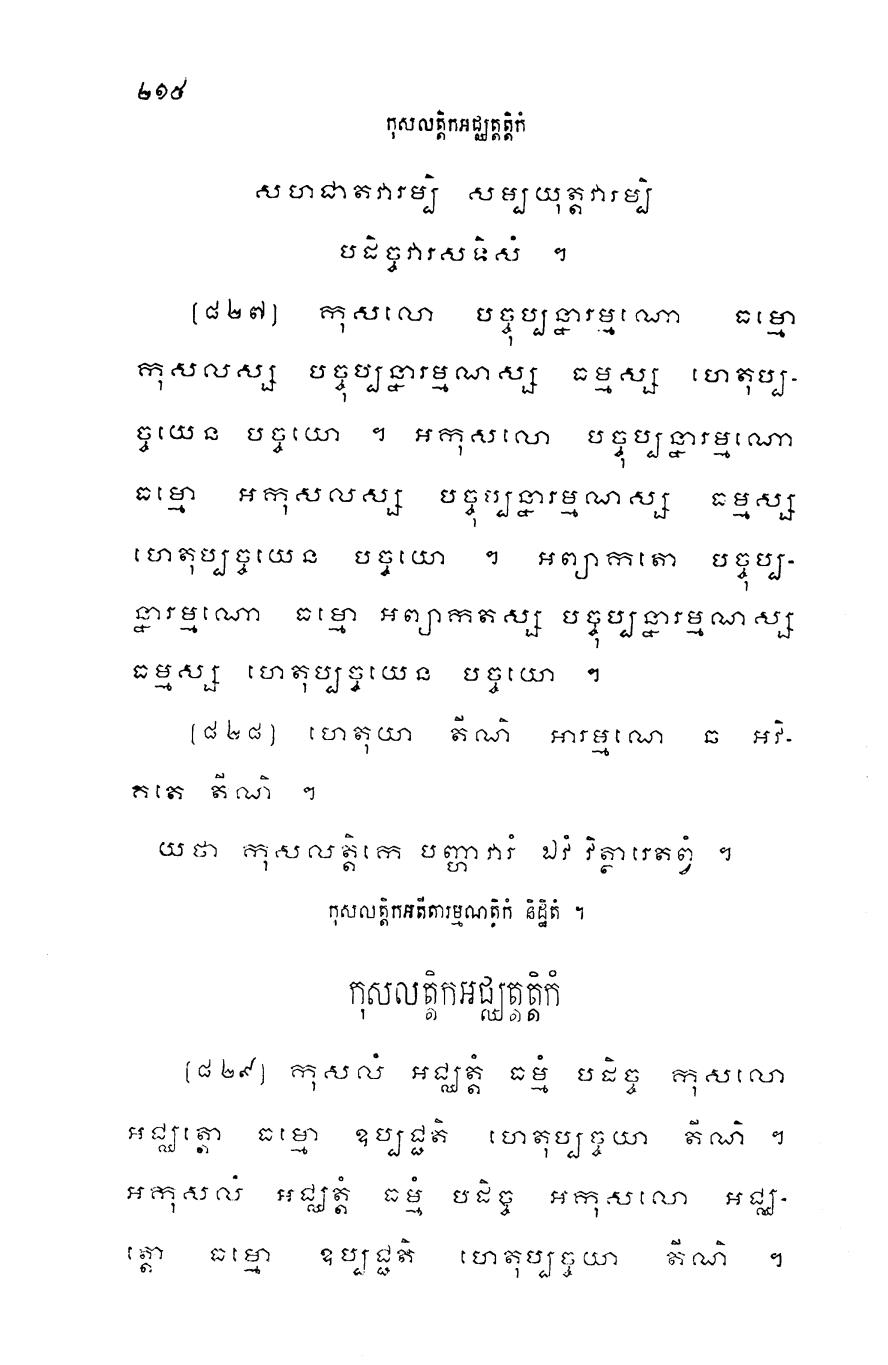 ២១៥
កុសលត្តិកអជ្ឈត្តត្តិកំ
សហជាតវារម្បិ សម្បយុត្តវារម្បិ
បដិច្ចវារសទិសំ ។
(៨២៧) កុសលោ បច្ចុប្បន្នារម្មណោ ធម្មោ
កុសលស្ស បច្ចុប្បន្នារម្មណស្ស ធម្មស្ស ហេតុប្ប-
ច្ចយេន បច្ចយោ ។ អកុសលោ បច្ចុប្បន្នារម្មណោ
ធម្មោ អកុសលស្ស បច្ចុប្បន្នារម្មណស្ស ធម្មស្ស
ហេតុប្បច្ចយេន បច្ចយោ ។ អព្យាកតោ បច្ចុប្ប-
ន្នារម្មណោ ធម្មោ អព្យាកតស្ស បច្ចុប្បន្នារម្មណស្ស
ធម្មស្ស ហេតុប្បច្ចយេន បច្ចយោ ។
(៨២៨) ហេតុយា តីណិ អារម្មណេ ឆ អវិ-
គតេ តីណិ ។
យថា កុសលត្តិកេ បញ្ហាវារំ ឯវំ វិត្ថារេតព្វំ ។
កុសលត្តិកអតីតារម្មណត្តិកំ និដ្ឋិតំ ។
កុសលត្តិកអជ្ឈត្តត្តិកំ
(៨២៩) កុសលំ អជ្ឈត្តំ ធម្មំ បដិច្ច កុសលោ
អជ្ឈត្តោ ធម្មោ ឧប្បជ្ជតិ ហេតុប្បច្ចយា តីណិ ។
អកុសលំ អជ្ឈត្តំ ធម្មំ បដិច្ច អកុសលោ អជ្ឈ-
ត្តោ ធម្មោ ឧប្បជ្ជតិ ហេតុប្បច្ចយា តីណិ ។